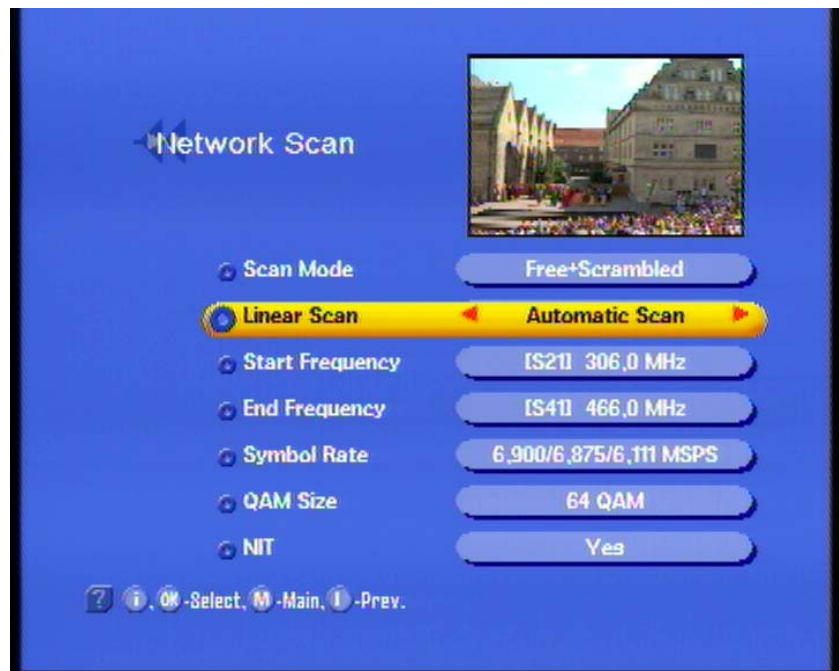 Network Scan
Scan Mode Free+Scrambled
Linear Scan Automatic Scan
Start Frequency [S21] 306,0 MHz
End Frequency [S41] 466,0 MHz
Symbol Rate 6,900/6,875/6,111 MSPS
QAM Size 64 QAM
NIT Yes
? i , OK -Select, M -Main, I -Prev.